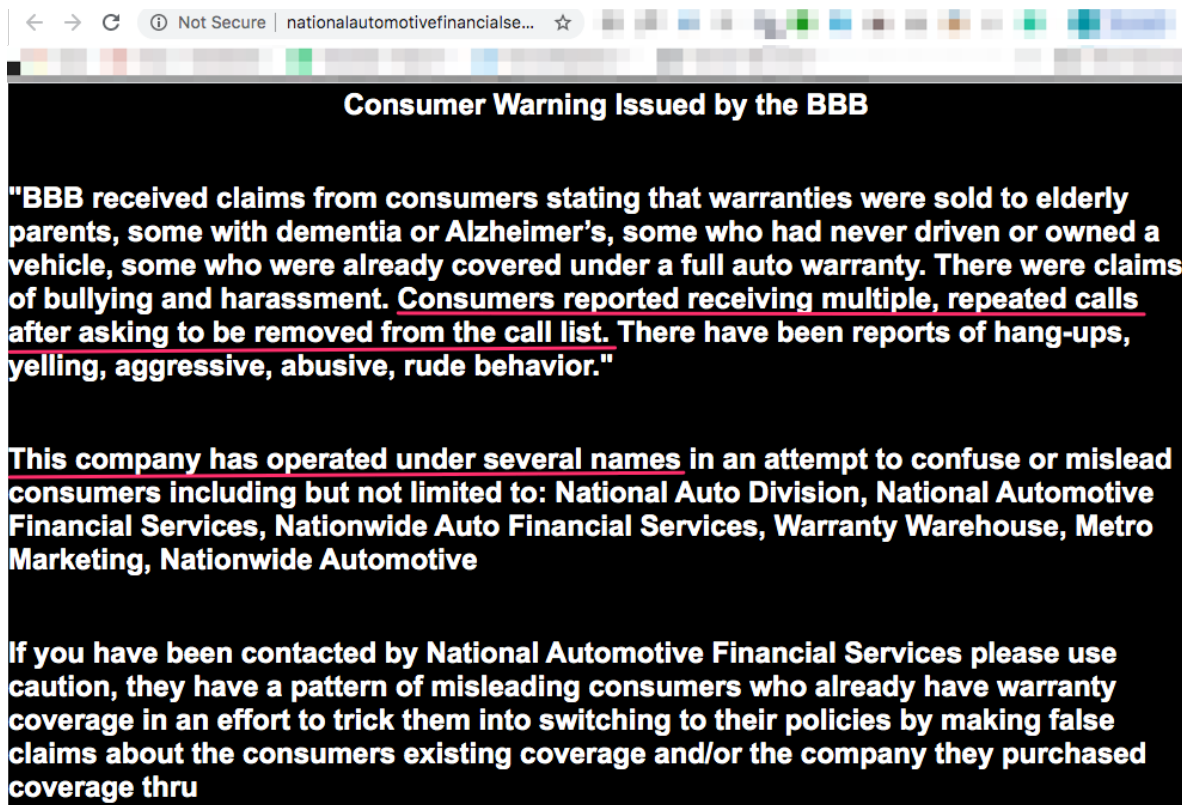 Not Secure | nationalautomotivefinancialse...
Consumer Warning Issued by the BBB
"BBB received claims from consumers stating that warranties were sold to elderly
parents, some with dementia or Alzheimer’s, some who had never driven or owned a
vehicle, some who were already covered under a full auto warranty. There were claims
of bullying and harassment. Consumers reported receiving multiple, repeated calls
after asking to be removed from the call list. There have been reports of hang-ups,
yelling, aggressive, abusive, rude behavior."
This company has operated under several names in an attempt to confuse or mislead
consumers including but not limited to: National Auto Division, National Automotive
Financial Services, Nationwide Auto Financial Services, Warranty Warehouse, Metro
Marketing, Nationwide Automotive
If you have been contacted by National Automotive Financial Services please use
caution, they have a pattern of misleading consumers who already have warranty
coverage in an effort to trick them into switching to their policies by making false
claims about the consumers existing coverage and/or the company they purchased
coverage thru